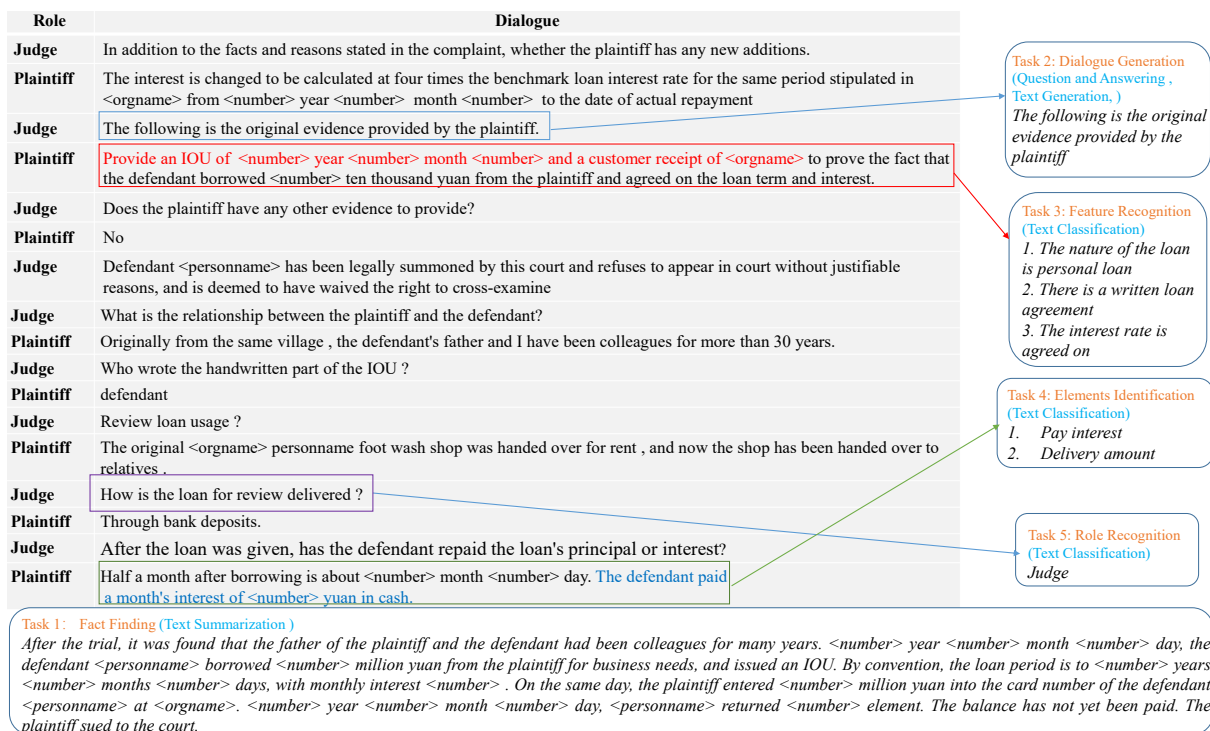 Role Dialogue
Judge In addition to the facts and reasons stated in the complaint, whether the plaintiff has any new additions.
Plaintiff The interest is changed to be calculated at four times the benchmark loan interest rate for the same period stipulated in
<orgname> from <number> year <number> month <number> to the date of actual repayment
Judge The following is the original evidence provided by the plaintiff.
Plaintiff Provide an IOU of <number> year <number> month <number> and a customer receipt of <orgname> to prove the fact that
the defendant borrowed <number> ten thousand yuan from the plaintiff and agreed on the loan term and interest.
Judge Does the plaintiff have any other evidence to provide?
Plaintiff No
Judge Defendant <personname> has been legally summoned by this court and refuses to appear in court without justifiable
reasons, and is deemed to have waived the right to cross-examine
Judge What is the relationship between the plaintiff and the defendant?
Plaintiff Originally from the same village , the defendant's father and I have been colleagues for more than 30 years.
Judge Who wrote the handwritten part of the IOU ?
Plaintiff defendant
Judge Review loan usage ?
Plaintiff The original <orgname> personname foot wash shop was handed over for rent , and now the shop has been handed over to
relatives .
Judge How is the loan for review delivered ?
Plaintiff Through bank deposits.
Judge After the loan was given, has the defendant repaid the loan's principal or interest?
Plaintiff Half a month after borrowing is about <number> month <number> day. The defendant paid
a month's interest of <number> yuan in cash.
Task 2: Dialogue Generation
(Question and Answering ,
Text Generation, )
The following is the original
evidence provided by the
plaintiff
Task 3: Feature Recognition
(Text Classification)
1. The nature of the loan
is personal loan
2. There is a written loan
agreement
3. The interest rate is
agreed on
Task 4: Elements Identification
(Text Classification)
1. Pay interest
2. Delivery amount
Task 5: Role Recognition
(Text Classification)
Judge
Task 1: Fact Finding (Text Summarization )
After the trial, it was found that the father of the plaintiff and the defendant had been colleagues for many years. <number> year <number> month <number> day, the
defendant <personname> borrowed <number> million yuan from the plaintiff for business needs, and issued an IOU. By convention, the loan period is to <number> years
<number> months <number> days, with monthly interest <number> . On the same day, the plaintiff entered <number> million yuan into the card number of the defendant
<personname> at <orgname>. <number> year <number> month <number> day, <personname> returned <number> element. The balance has not yet been paid. The
plaintiff sued to the court.